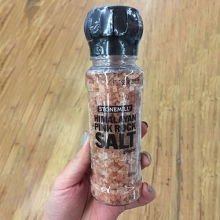 STONEMILL
HIMALAYAN
PINK ROCK
SALT